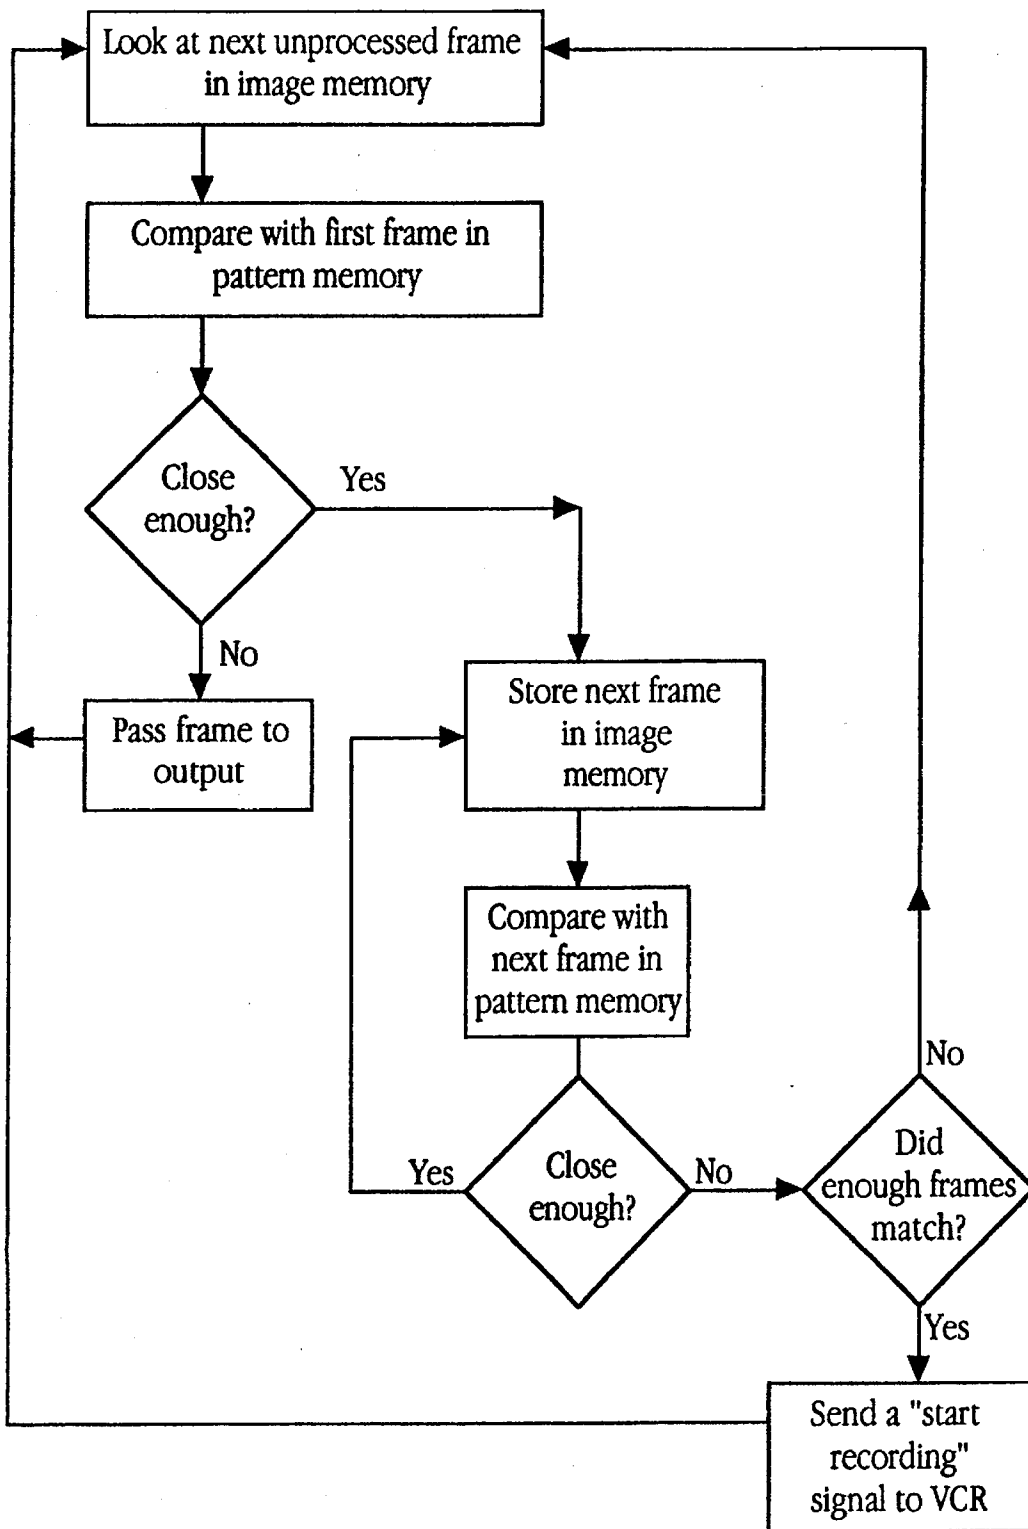 Look at next unprocessed frame
in image memory
Compare with first frame in
pattern memory
Close
enough?
Yes
No
Pass frame to
output
Store next frame
in image
memory
Compare with
next frame in
pattern memory
Close
enough?
Yes
No
Did
enough frames
match?
No
Yes
Send a "start
recording"
signal to VCR